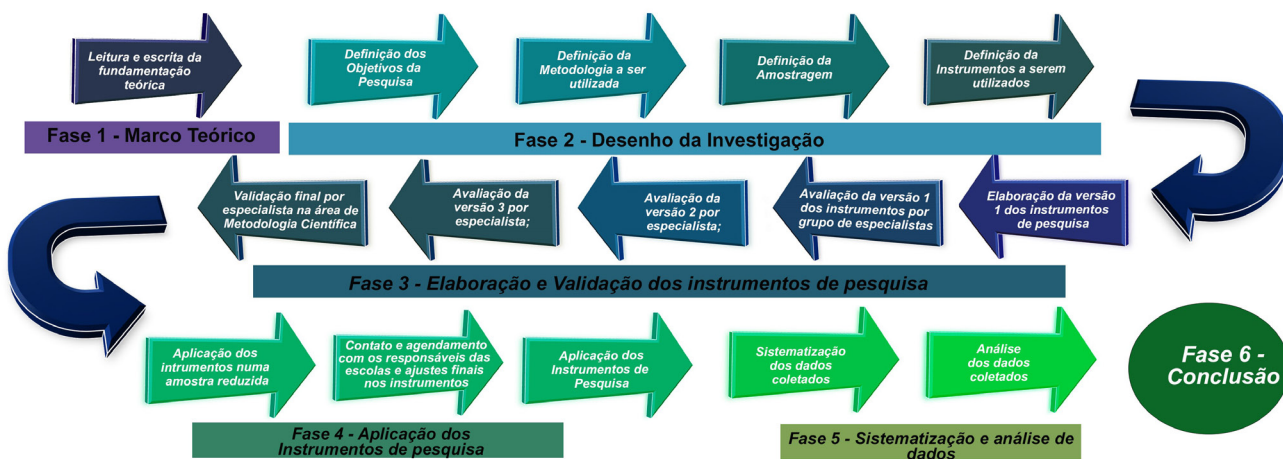 Leitura e escrita da
fundamentação
teórica
Definição dos
Objetivos da
Pesquisa
Definição da
Metodologia a ser
utilizada
Definição da
Amostragem
Definição da
Instrumentos a serem
utilizados
Fase 1 - Marco Teórico
Fase 2 - Desenho da Investigação
Validação final por
especialista na área de
Metodologia Científica
Avaliação da
versão 3 por
especialista;
Avaliação da
versão 2 por
especialista;
Avaliação da versão 1
dos instrumentos por
grupo de especialistas
Elaboração da versão
1 dos instrumentos
de pesquisa
Fase 3 - Elaboração e Validação dos instrumentos de pesquisa
Aplicação dos
intrumentos numa
amostra reduzida
Contato e agendamento
com os responsáveis das
escolas e ajustes finais
nos instrumentos
Aplicação dos
Instrumentos de
Pesquisa
Sistematização
dos dados
coletados
Análise
dos dados
coletados
Fase 6 -
Conclusão
Fase 4 - Aplicação dos
Instrumentos de pesquisa
Fase 5 - Sistematização e análise de
dados